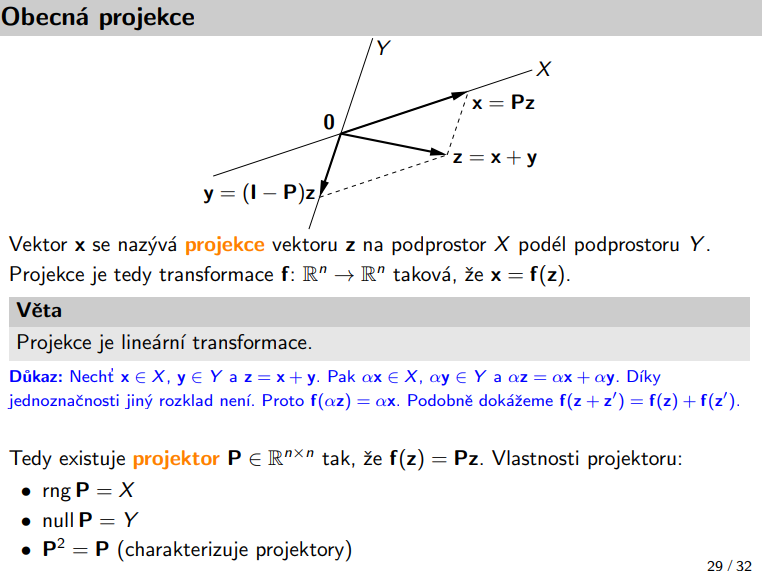 Obecná projekce
Y
X
0
x = Pz
z = x + y
y = (I − P)z
Vektor x se nazývá projekce vektoru z na podprostor X podél podprostoru Y.
Projekce je tedy transformace f: ℝⁿ → ℝⁿ taková, že x = f(z).
Věta
Projekce je lineární transformace.
Důkaz: Nechť x ∈ X, y ∈ Y a z = x + y. Pak αx ∈ X, αy ∈ Y a αz = αx + αy. Díky
jednoznačnosti jiný rozklad není. Proto f(αz) = αx. Podobně dokážeme f(z + z′) = f(z) + f(z′).
Tedy existuje projektor P ∈ ℝⁿˣⁿ tak, že f(z) = Pz. Vlastnosti projektoru:
• rng P = X
• null P = Y
• P² = P (charakterizuje projektory)
29 / 32